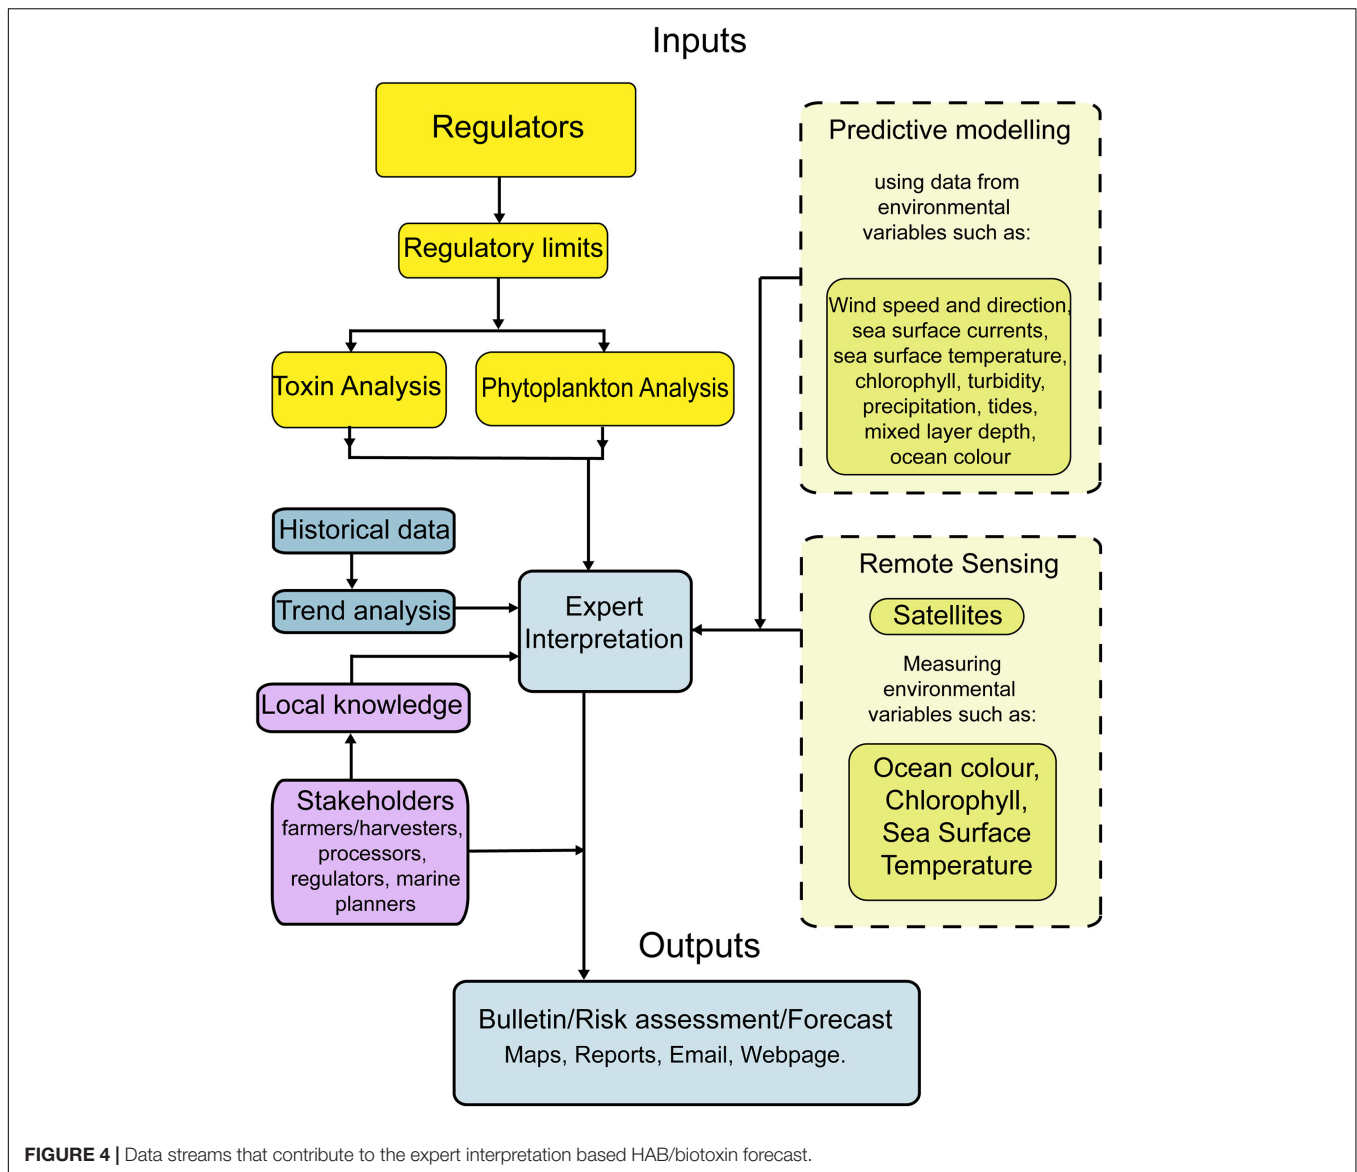 Inputs
Regulators
Regulatory limits
Toxin Analysis
Phytoplankton Analysis
Historical data
Trend analysis
Local knowledge
Stakeholders
farmers/harvesters,
processors,
regulators, marine
planners
Expert
Interpretation
Predictive modelling
using data from
environmental
variables such as:
Wind speed and direction,
sea surface currents,
sea surface temperature,
chlorophyll, turbidity,
precipitation, tides,
mixed layer depth,
ocean colour
Remote Sensing
Satellites
Measuring
environmental
variables such as:
Ocean colour,
Chlorophyll,
Sea Surface
Temperature
Outputs
Bulletin/Risk assessment/Forecast
Maps, Reports, Email, Webpage.
FIGURE 4 | Data streams that contribute to the expert interpretation based HAB/biotoxin forecast.